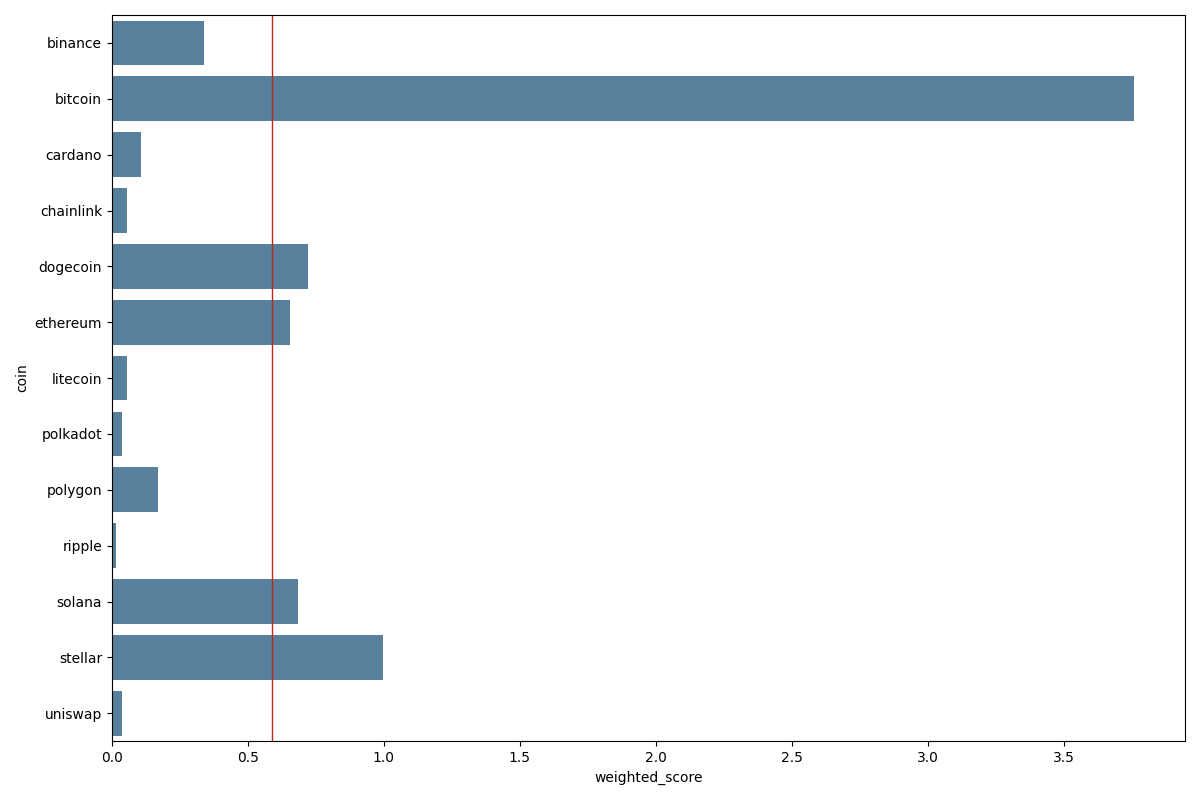 binance
bitcoin
cardano
chainlink
dogecoin
ethereum
litecoin
polkadot
polygon
ripple
solana
stellar
uniswap
coin
0.0 0.5 1.0 1.5 2.0 2.5 3.0 3.5
weighted_score